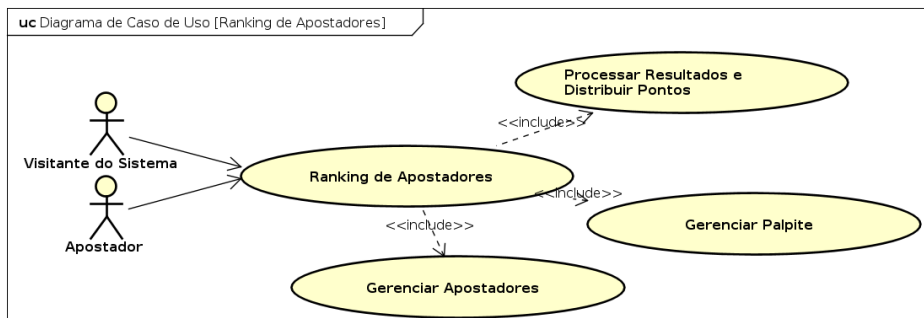 uc Diagrama de Caso de Uso [Ranking de Apostadores]
Processar Resultados e
Distribuir Pontos
<<include>>
Visitante do Sistema
Ranking de Apostadores
<<include>>
<<include>>
Gerenciar Palpite
Apostador
Gerenciar Apostadores